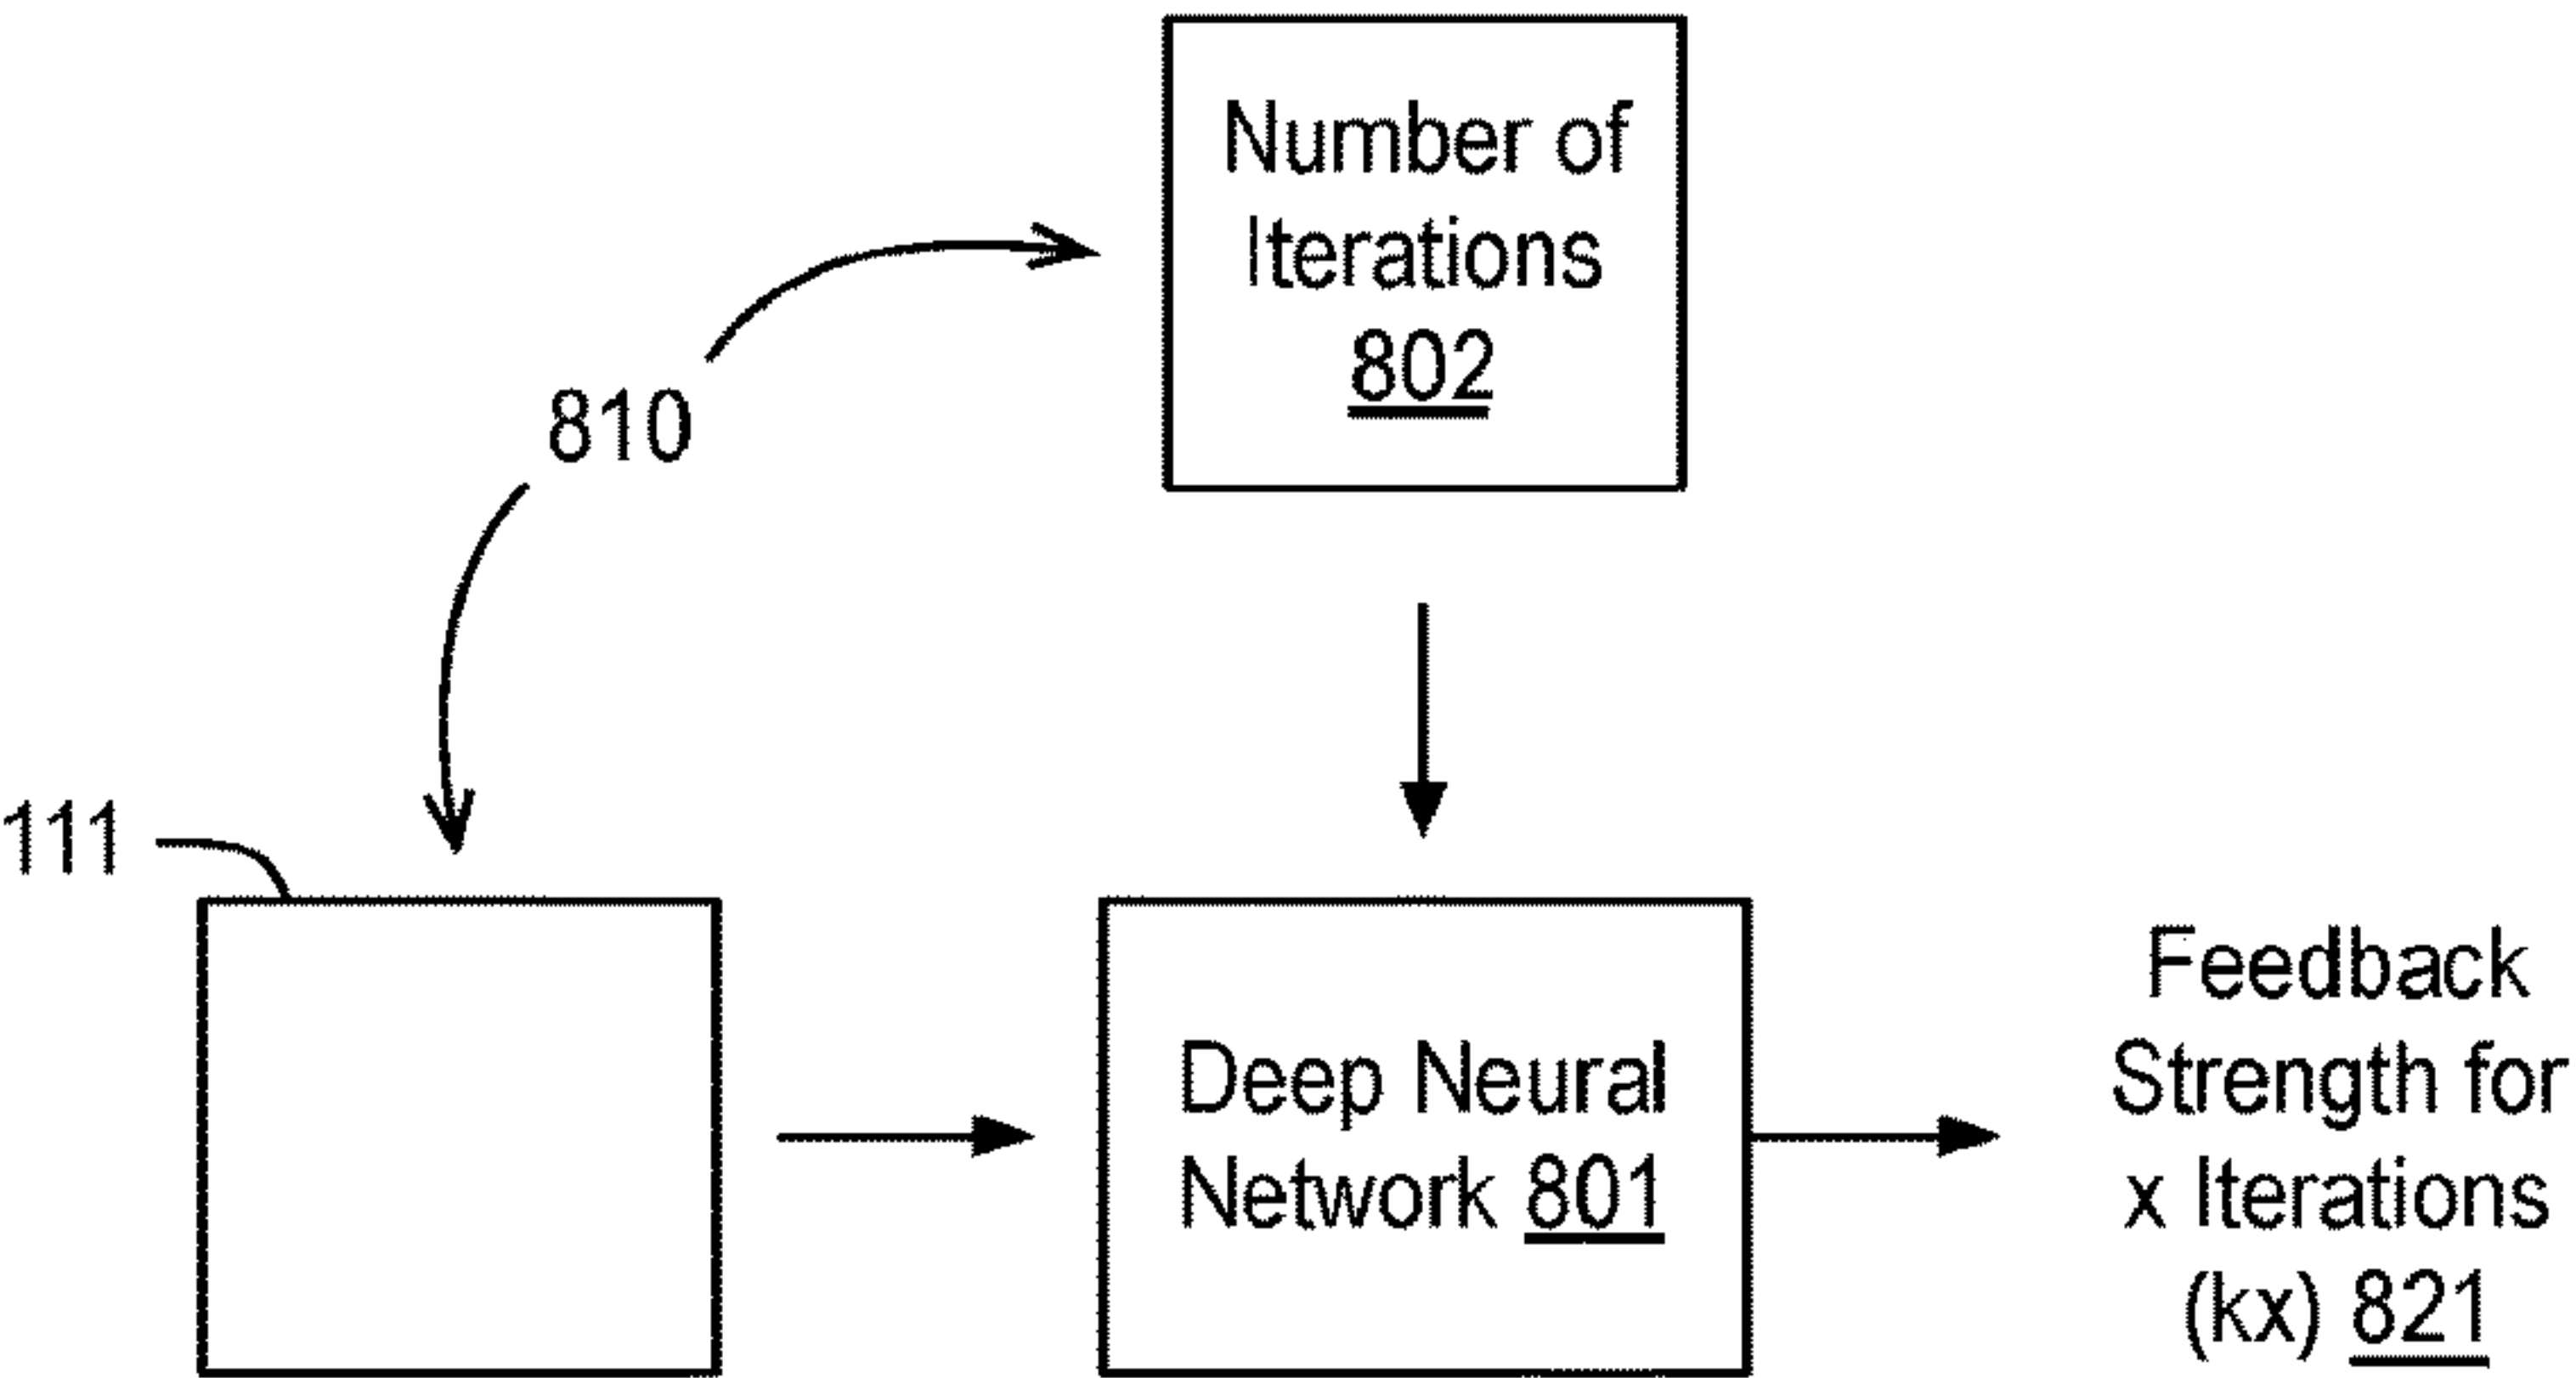 Number of
Iterations
802
810
111
Deep Neural
Network 801
Feedback
Strength for
x Iterations
(kx) 821